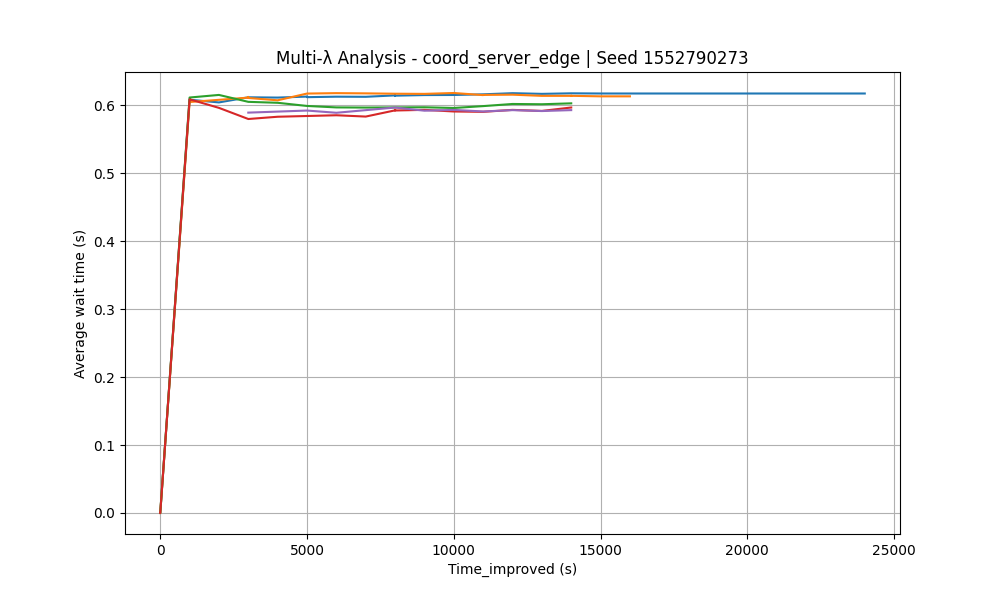 Multi-λ Analysis - coord_server_edge | Seed 1552790273
Average wait time (s)
0.6
0.5
0.4
0.3
0.2
0.1
0.0
0 5000 10000 15000 20000 25000
Time_improved (s)